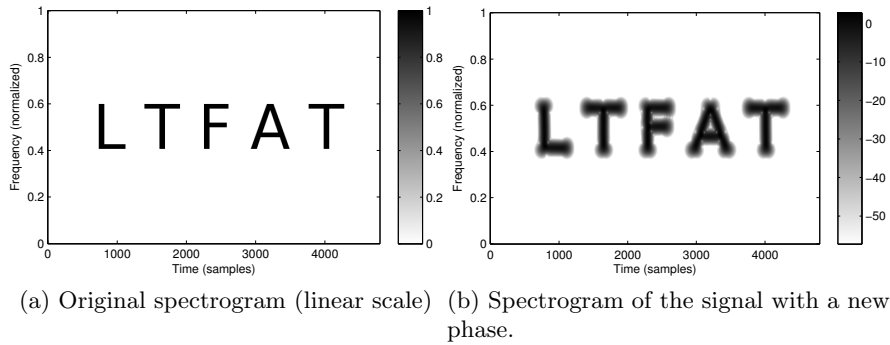 1
0.8
0.6
0.4
0.2
0
Frequency (normalized)
L T F A T
0 1000 2000 3000 4000
Time (samples)
1
0.8
0.6
0.4
0.2
0
(a) Original spectrogram (linear scale)
1
0.8
0.6
0.4
0.2
0
Frequency (normalized)
L T F A T
0 1000 2000 3000 4000
Time (samples)
0
−10
−20
−30
−40
−50
(b) Spectrogram of the signal with a new
phase.